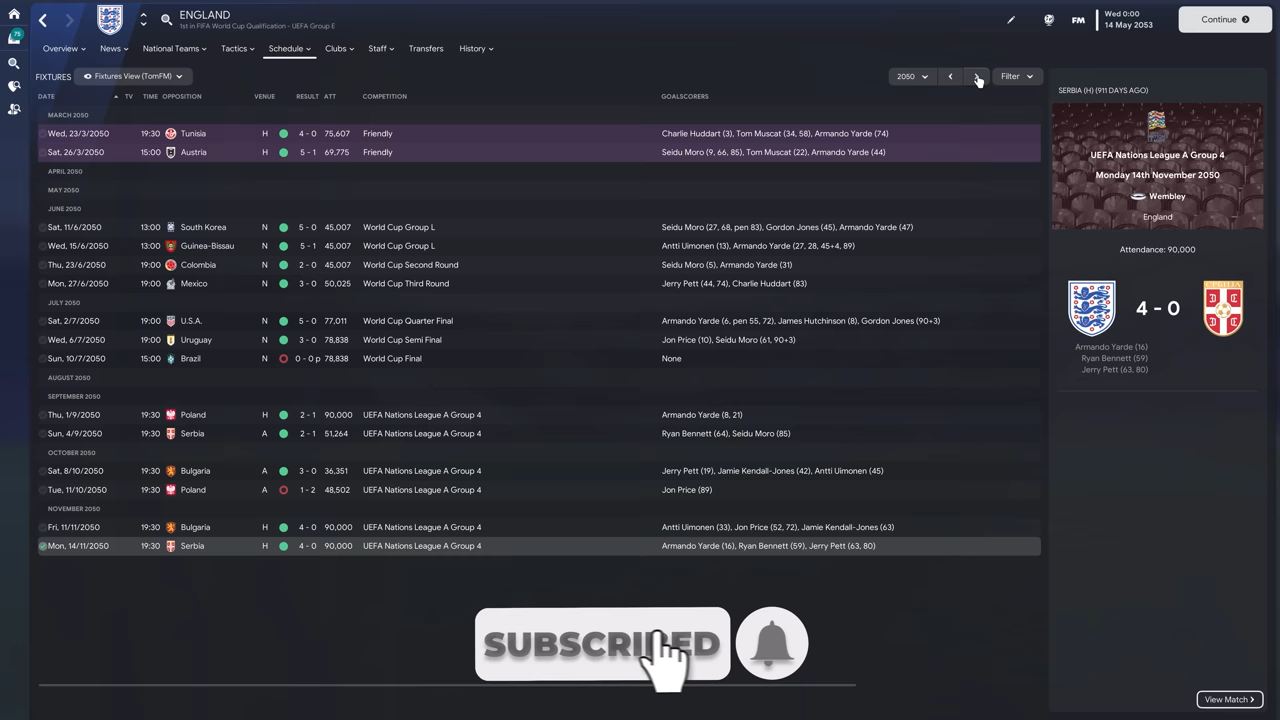 ENGLAND
1st in FIFA World Cup Qualification - UEFA Group E
75
FM
Wed 0:00
14 May 2053
Continue
Overview News National Teams Tactics Schedule Clubs Staff Transfers History
FIXTURES Fixtures View (TomFM) 2050 Filter
DATE TV TIME OPPOSITION VENUE RESULT ATT COMPETITION GOALSCORERS
MARCH 2050
Wed, 23/3/2050 19:30 Tunisia H 4 - 0 75,607 Friendly Charlie Huddart (3), Tom Muscat (34, 58), Armando Yarde (74)
Sat, 26/3/2050 15:00 Austria H 5 - 1 69,775 Friendly Seidu Moro (9, 66, 85), Tom Muscat (22), Armando Yarde (44)
APRIL 2050
MAY 2050
JUNE 2050
Sat, 11/6/2050 13:00 South Korea N 5 - 0 45,007 World Cup Group L Seidu Moro (27, 68, pen 83), Gordon Jones (45), Armando Yarde (47)
Wed, 15/6/2050 13:00 Guinea-Bissau N 5 - 1 45,007 World Cup Group L Antti Uimonen (13), Armando Yarde (27, 28, 45+4, 89)
Thu, 23/6/2050 19:00 Colombia N 2 - 0 45,007 World Cup Second Round Seidu Moro (5), Armando Yarde (31)
Mon, 27/6/2050 19:00 Mexico N 3 - 0 50,025 World Cup Third Round Jerry Pett (44, 74), Charlie Huddart (83)
JULY 2050
Sat, 2/7/2050 19:00 U.S.A. N 5 - 0 77,011 World Cup Quarter Final Armando Yarde (6, pen 55, 72), James Hutchinson (8), Gordon Jones (90+3)
Wed, 6/7/2050 19:00 Uruguay N 3 - 0 78,838 World Cup Semi Final Jon Price (10), Seidu Moro (61, 90+3)
Sun, 10/7/2050 15:00 Brazil N 0 - 0 p 78,838 World Cup Final None
AUGUST 2050
SEPTEMBER 2050
Thu, 1/9/2050 19:30 Poland H 2 - 1 90,000 UEFA Nations League A Group 4 Armando Yarde (8, 21)
Sun, 4/9/2050 19:30 Serbia A 2 - 1 51,264 UEFA Nations League A Group 4 Ryan Bennett (64), Seidu Moro (85)
OCTOBER 2050
Sat, 8/10/2050 19:30 Bulgaria A 3 - 0 36,351 UEFA Nations League A Group 4 Jerry Pett (19), Jamie Kendall-Jones (42), Antti Uimonen (45)
Tue, 11/10/2050 19:30 Poland A 1 - 2 48,502 UEFA Nations League A Group 4 Jon Price (89)
NOVEMBER 2050
Fri, 11/11/2050 19:30 Bulgaria H 4 - 0 90,000 UEFA Nations League A Group 4 Antti Uimonen (33), Jon Price (52, 72), Jamie Kendall-Jones (63)
Mon, 14/11/2050 19:30 Serbia H 4 - 0 90,000 UEFA Nations League A Group 4 Armando Yarde (16), Ryan Bennett (59), Jerry Pett (63, 80)
SERBIA (H) (911 DAYS AGO)
UEFA Nations League A Group 4
Monday 14th November 2050
Wembley
England
Attendance: 90,000
4 - 0
Armando Yarde (16)
Ryan Bennett (59)
Jerry Pett (63, 80)
SUBSCRIBED
View Match